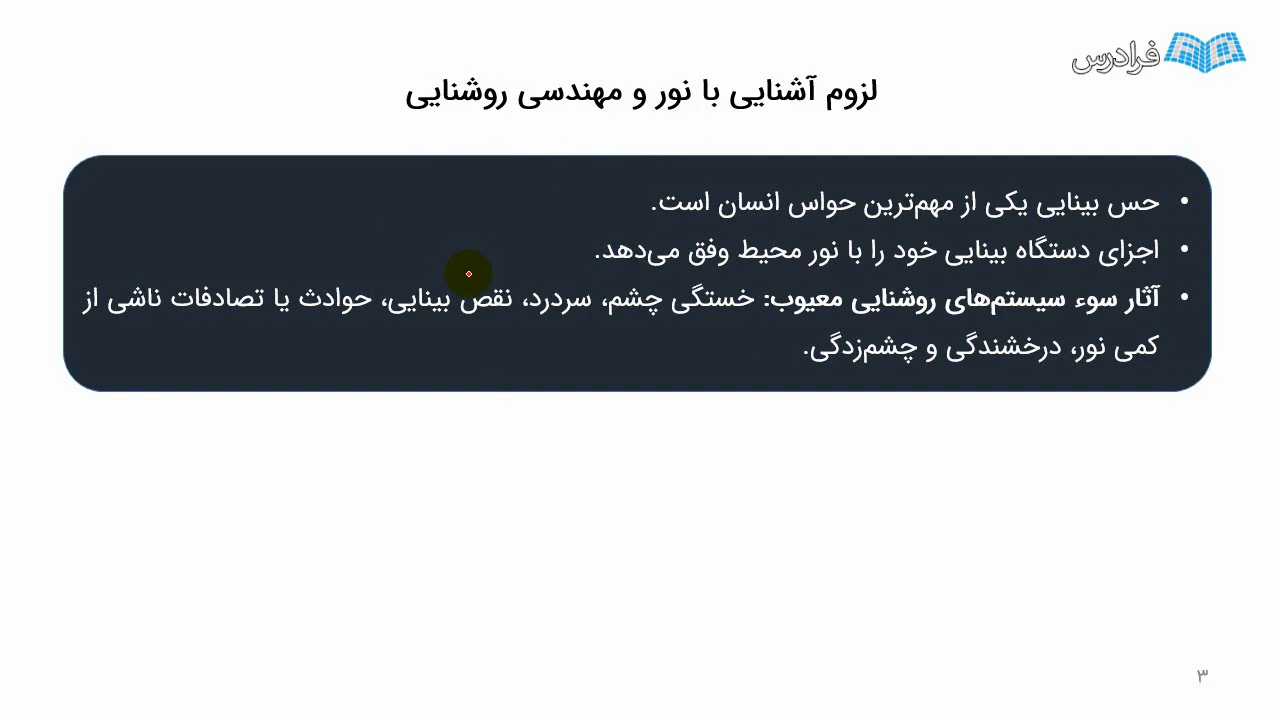 فرادرس
لزوم آشنایی با نور و مهندسی روشنایی
• حس بینایی یکی از مهم‌ترین حواس انسان است.
• اجزای دستگاه بینایی خود را با نور محیط وفق می‌دهد.
• آثار سوء سیستم‌های روشنایی معیوب: خستگی چشم، سردرد، نقص بینایی، حوادث یا تصادفات ناشی از
کمی نور، درخشندگی و چشم‌زدگی.
۳